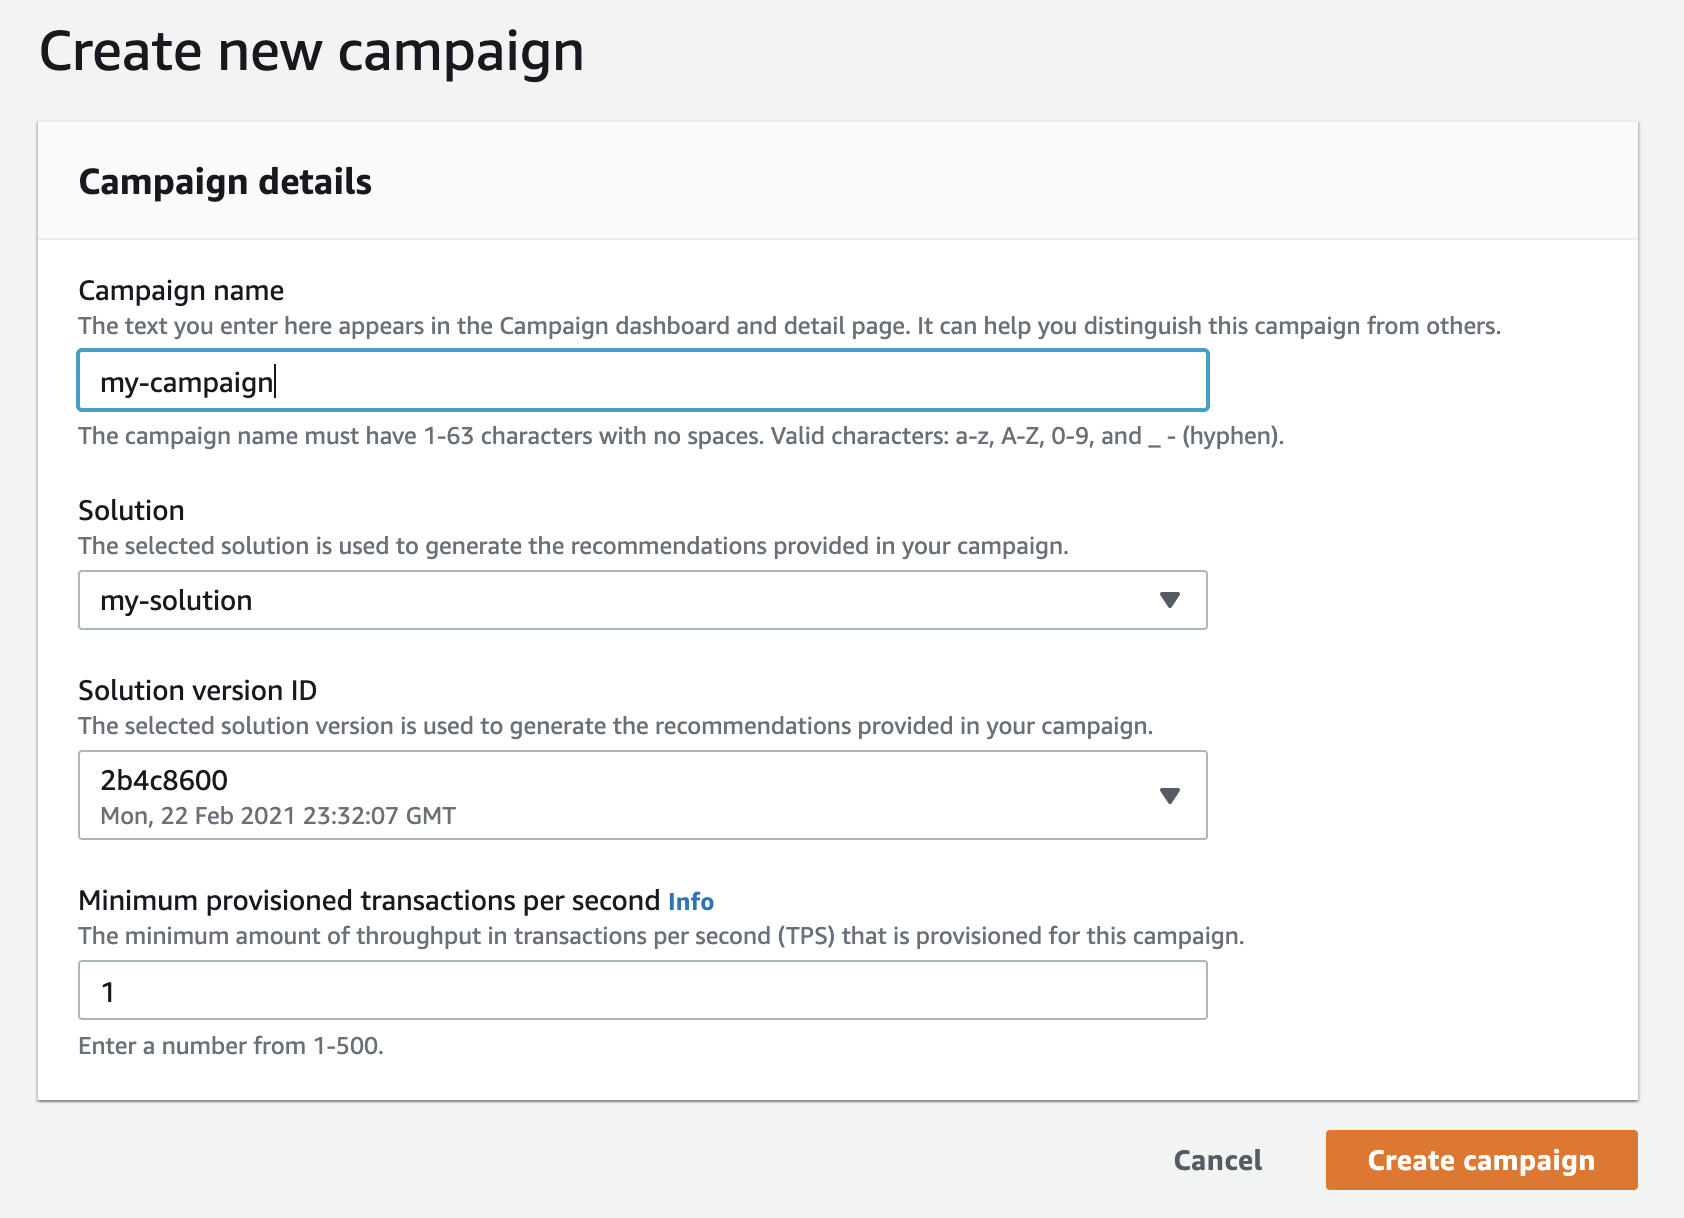 Create new campaign
Campaign details
Campaign name
The text you enter here appears in the Campaign dashboard and detail page. It can help you distinguish this campaign from others.
my-campaign
The campaign name must have 1-63 characters with no spaces. Valid characters: a-z, A-Z, 0-9, and _ - (hyphen).
Solution
The selected solution is used to generate the recommendations provided in your campaign.
my-solution
Solution version ID
The selected solution version is used to generate the recommendations provided in your campaign.
2b4c8600
Mon, 22 Feb 2021 23:32:07 GMT
Minimum provisioned transactions per second Info
The minimum amount of throughput in transactions per second (TPS) that is provisioned for this campaign.
1
Enter a number from 1-500.
Cancel Create campaign